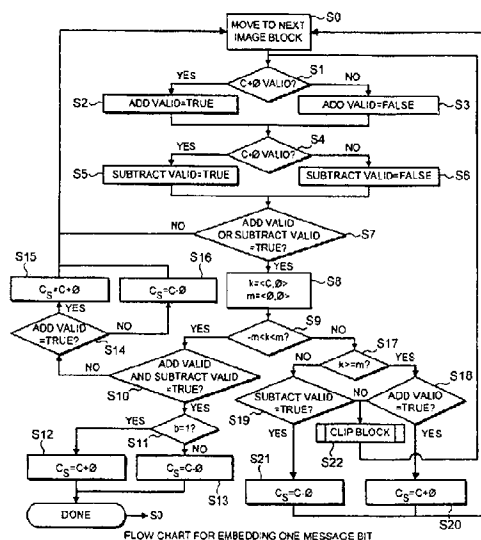 MOVE TO NEXT
IMAGE BLOCK
S0
C+Ø VALID?
S1
YES
NO
S2
ADD VALID=TRUE
ADD VALID=FALSE
S3
C+Ø VALID?
S4
YES
NO
S5
SUBTRACT VALID=TRUE
SUBTRACT VALID=FALSE
S6
NO
ADD VALID
OR SUBTRACT VALID
=TRUE?
S7
YES
S15
S16
k=<C,Ø>
m=<Ø,Ø>
S8
CS=C+Ø
CS=C-Ø
YES
ADD VALID
=TRUE?
NO
S14
NO
YES
-m<k<m?
S9
NO
ADD VALID
AND SUBTRACT VALID
=TRUE?
S10
YES
NO
k>=m?
S17
YES
S18
SUBTACT VALID
=TRUE?
NO
ADD VALID
=TRUE?
S19
YES
CLIP BLOCK
S22
YES
YES
b=1?
S11
NO
S12
CS=C+Ø
CS=C-Ø
S13
S21
CS=C-Ø
CS=C+Ø
S20
DONE
S0
FLOW CHART FOR EMBEDDING ONE MESSAGE BIT